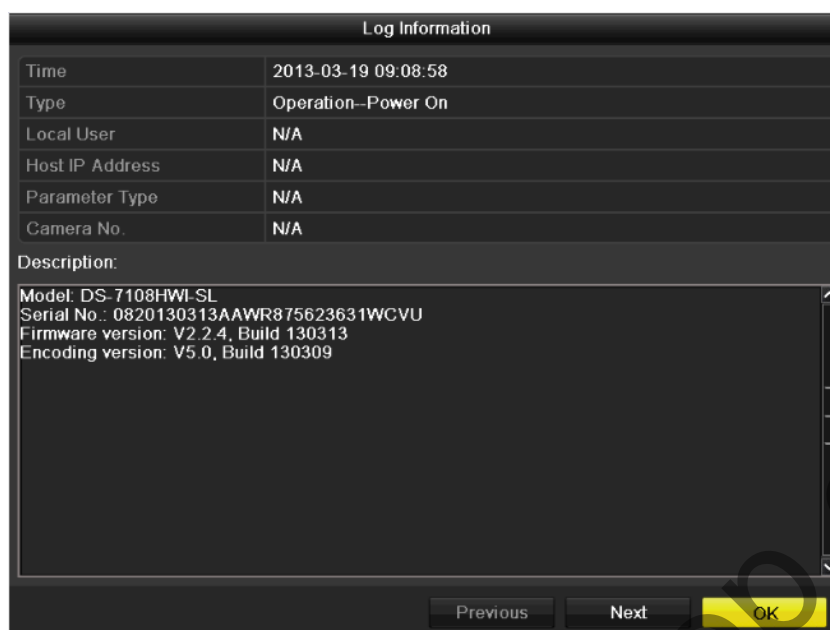 Log Information
Time 2013-03-19 09:08:58
Type Operation--Power On
Local User N/A
Host IP Address N/A
Parameter Type N/A
Camera No. N/A
Description:
Model: DS-7108HWI-SL
Serial No.: 0820130313AAWR875623631WCVU
Firmware version: V2.2.4, Build 130313
Encoding version: V5.0, Build 130309
Previous Next OK